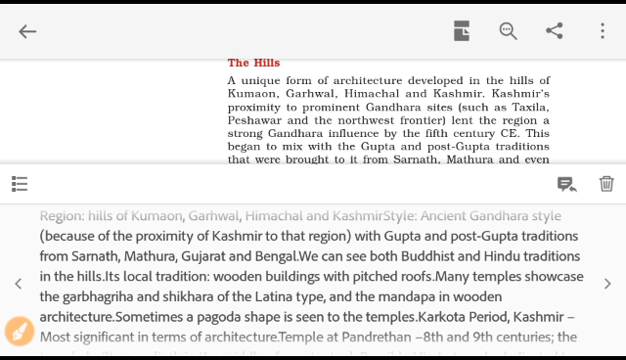 The Hills
A unique form of architecture developed in the hills of
Kumaon, Garhwal, Himachal and Kashmir. Kashmir's
proximity to prominent Gandhara sites (such as Taxila,
Peshawar and the northwest frontier) lent the region a
strong Gandhara influence by the fifth century CE. This
began to mix with the Gupta and post-Gupta traditions
that were brought to it from Sarnath, Mathura and even
Region: hills of Kumaon, Garhwal, Himachal and KashmirStyle: Ancient Gandhara style
(because of the proximity of Kashmir to that region) with Gupta and post-Gupta traditions
from Sarnath, Mathura, Gujarat and Bengal.We can see both Buddhist and Hindu traditions
in the hills.Its local tradition: wooden buildings with pitched roofs.Many temples showcase
the garbhagriha and shikhara of the Latina type, and the mandapa in wooden
architecture.Sometimes a pagoda shape is seen to the temples.Karkota Period, Kashmir –
Most significant in terms of architecture.Temple at Pandrethan –8th and 9th centuries; the